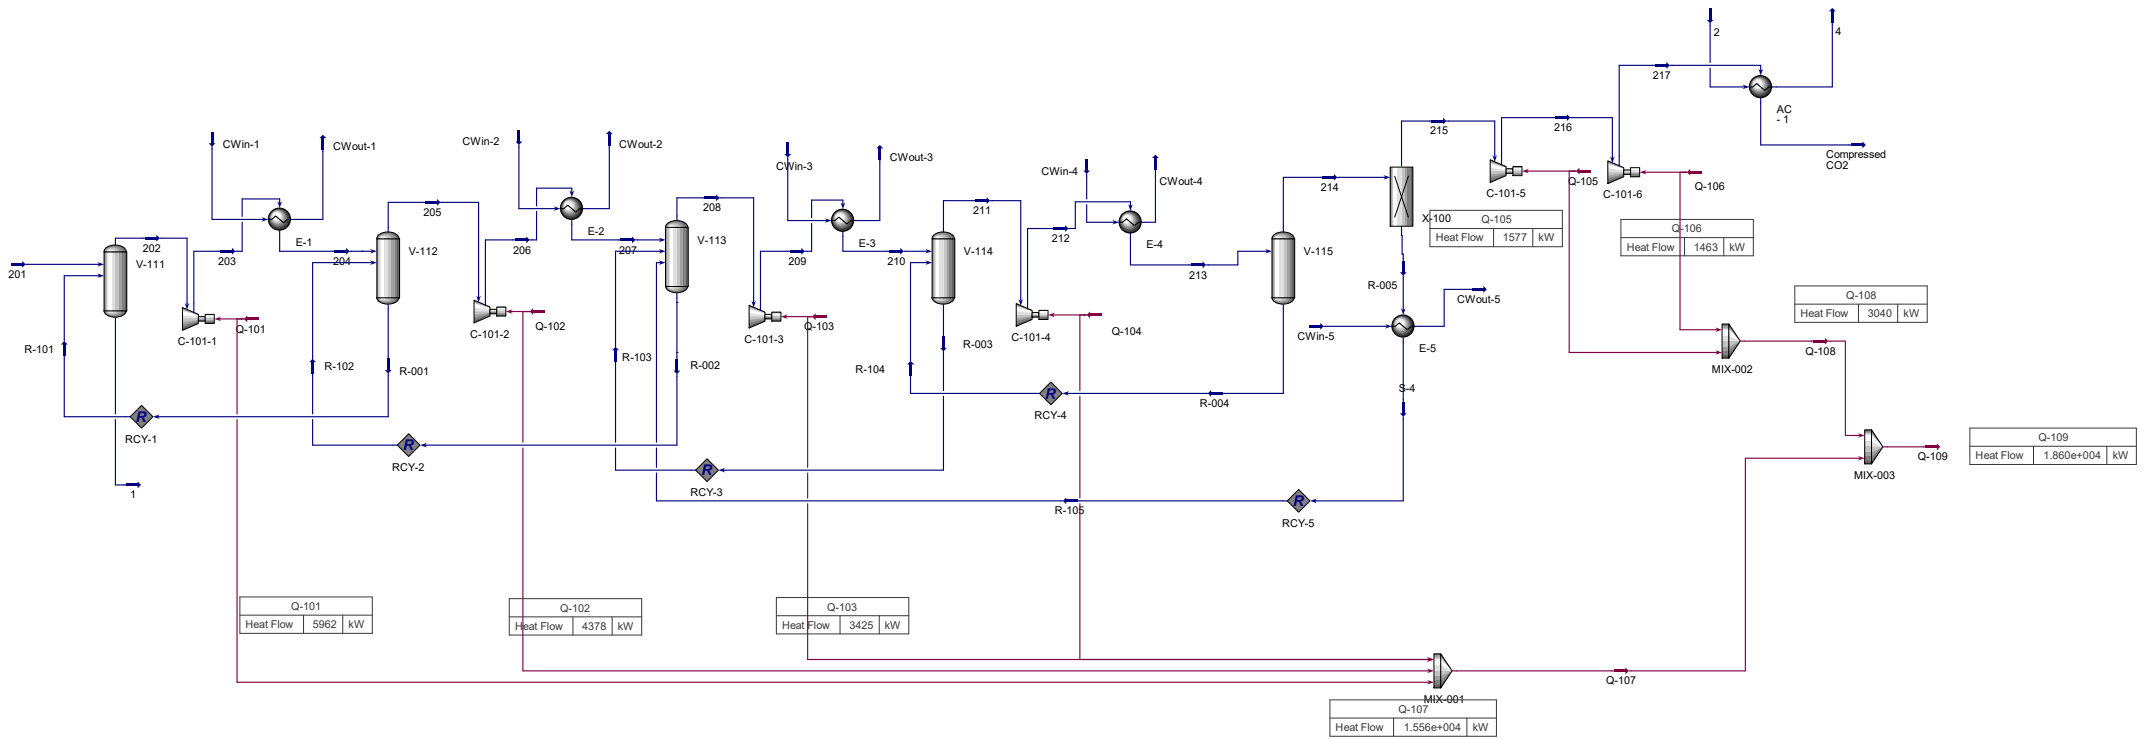 2
4
217
AC
- 1
Compressed
CO2
CWin-1
CWout-1
CWin-2
CWout-2
CWin-3
CWout-3
CWin-4
CWout-4
215
216
C-101-5
Q-105
C-101-6
Q-106
214
X-100
Q-105
Heat Flow 1577 kW
Q-106
Heat Flow 1463 kW
201
202
V-111
203
E-1
204
205
V-112
206
E-2
207
208
V-113
209
E-3
210
211
V-114
212
E-4
213
V-115
R-005
CWout-5
CWin-5
E-5
S-4
C-101-1
Q-101
C-101-2
Q-102
C-101-3
Q-103
C-101-4
Q-104
R-101
R-001
R-102
R-002
R-103
R-003
R-104
R-004
R
RCY-1
R
RCY-2
R
RCY-3
R
RCY-4
R-105
R
RCY-5
1
Q-108
Heat Flow 3040 kW
MIX-002
Q-108
MIX-003
Q-109
Q-109
Heat Flow 1.860e+004 kW
Q-101
Heat Flow 5962 kW
Q-102
Heat Flow 4378 kW
Q-103
Heat Flow 3425 kW
MIX-001
Q-107
Q-107
Heat Flow 1.556e+004 kW